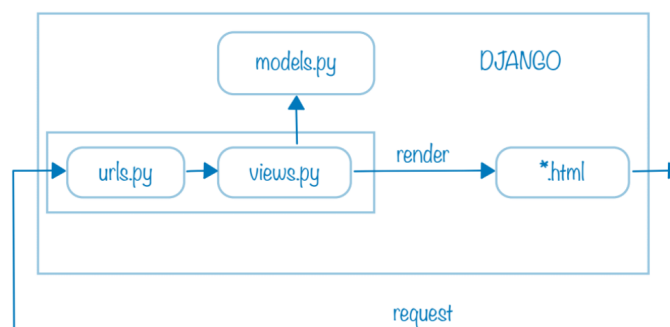 models.py
DJANGO
render
urls.py
views.py
*.html
request